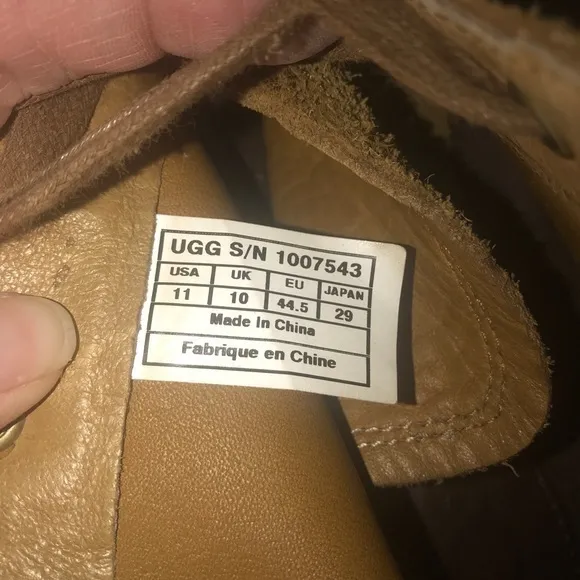 UGG S/N 1007543
USA UK EU JAPAN
11 10 44.5 29
Made In China
Fabrique en Chine